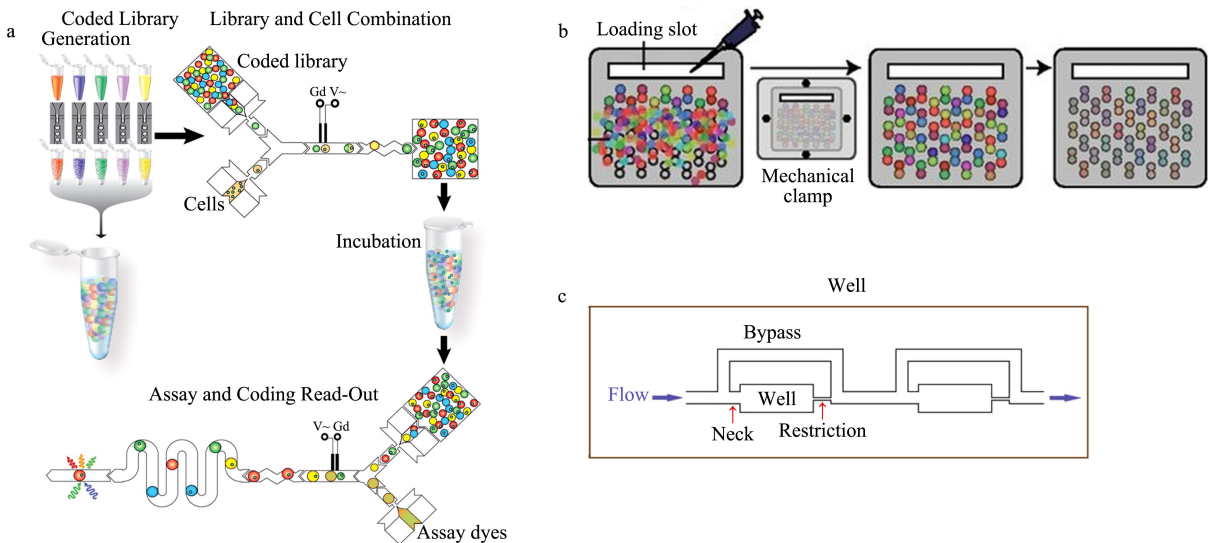 a
Coded Library
Generation
Library and Cell Combination
Coded library
Gd V~
Cells
Incubation
Assay and Coding Read-Out
V~ Gd
Assay dyes
b
Loading slot
Mechanical
clamp
c
Well
Bypass
Flow
Well
Neck
Restriction